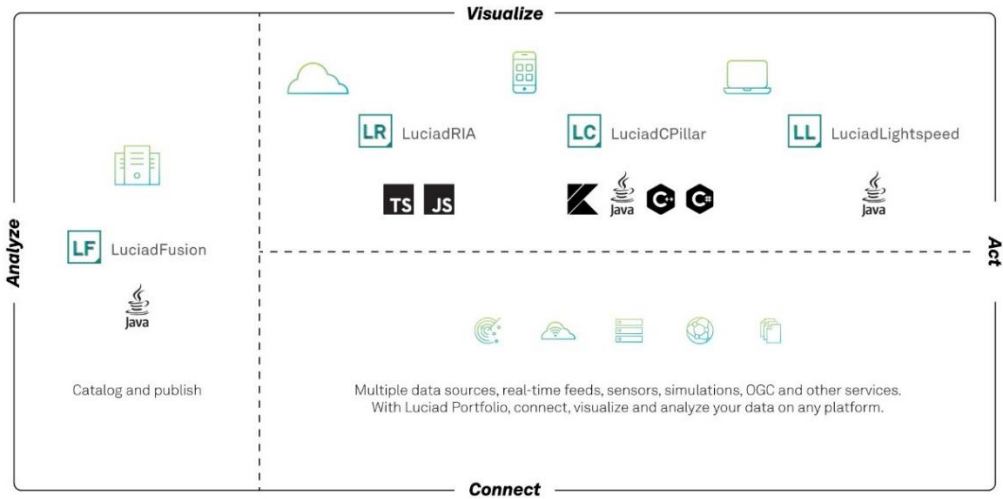 Visualize
LR LuciadRIA
LC LuciadCPillar
LL LuciadLightspeed
TS JS
Java
C++
C#
Java
Analyze
LF LuciadFusion
Java
Catalog and publish
Act
Multiple data sources, real-time feeds, sensors, simulations, OGC and other services.
With Luciad Portfolio, connect, visualize and analyze your data on any platform.
Connect